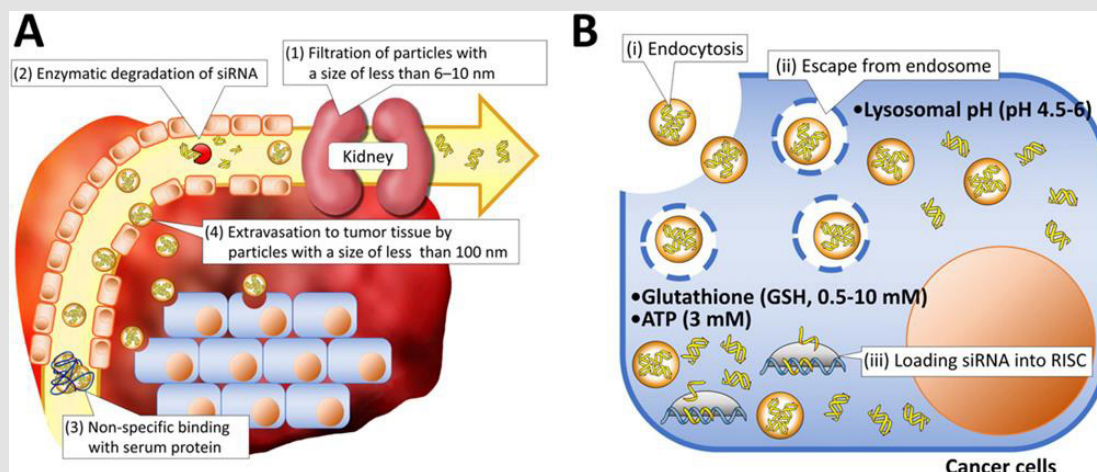 A
(1) Filtration of particles with
a size of less than 6–10 nm
(2) Enzymatic degradation of siRNA
Kidney
(4) Extravasation to tumor tissue by
particles with a size of less than 100 nm
(3) Non-specific binding
with serum protein
B
(i) Endocytosis
(ii) Escape from endosome
•Lysosomal pH (pH 4.5-6)
•Glutathione (GSH, 0.5-10 mM)
•ATP (3 mM)
(iii) Loading siRNA into RISC
Cancer cells